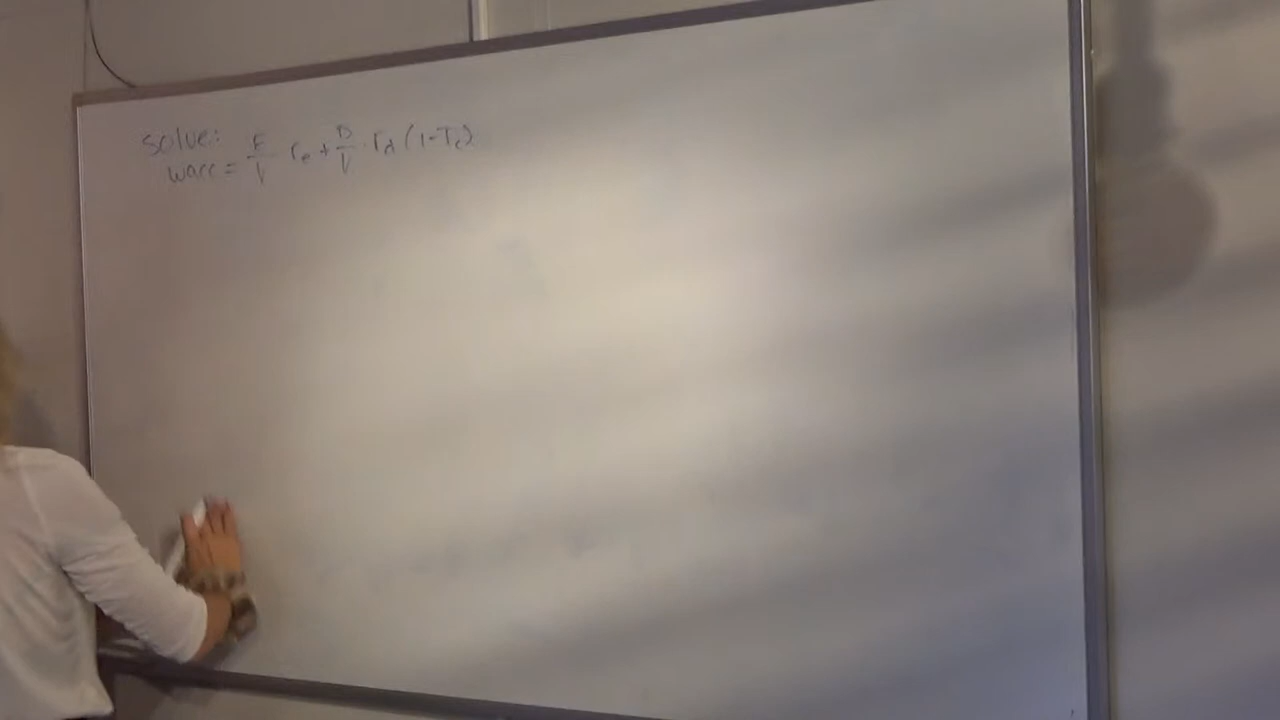 solve:
wacc = E/V re + D/V · rd (1-Tc)